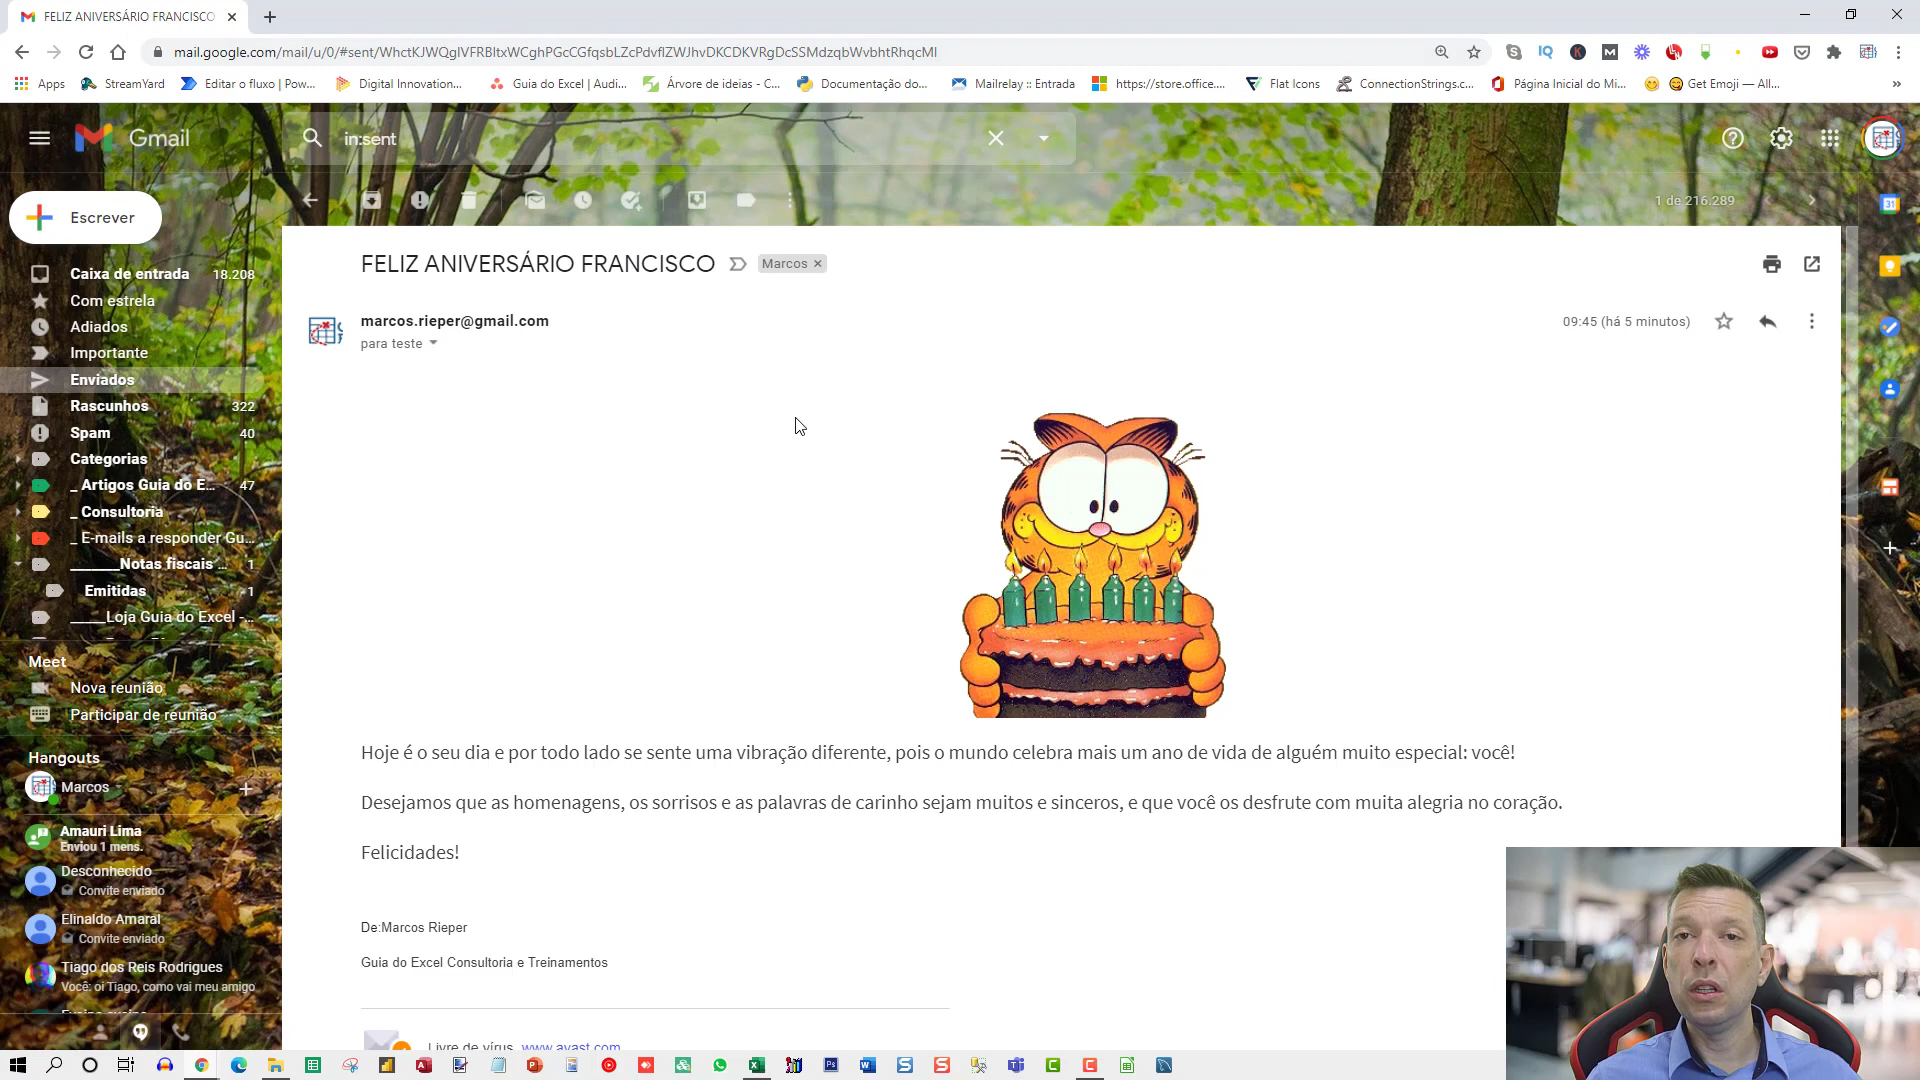 FELIZ ANIVERSÁRIO FRANCISCO
mail.google.com/mail/u/0/#sent/WhctKJWQglVFRBltxWCghPGcCGfqsbLZcPdvflZWJhvDKCDKVRgDcSSMdzqbWvbhtRhqcMl
Apps StreamYard Editar o fluxo | Pow... Digital Innovation... Guia do Excel | Audi... Árvore de ideias - C... Documentação do... Mailrelay :: Entrada https://store.office.... Flat Icons ConnectionStrings.c... Página Inicial do Mi... Get Emoji — All... »
Gmail
in:sent
1 de 216.289
Escrever
Caixa de entrada 18.208
Com estrela
Adiados
Importante
Enviados
Rascunhos 322
Spam 40
Categorias
_ Artigos Guia do E... 47
_ Consultoria
_ E-mails a responder Gu...
______Notas fiscais ... 1
Emitidas 1
_____Loja Guia do Excel -...
Meet
Nova reunião
Participar de reunião
Hangouts
Marcos
Amauri Lima
Enviou 1 mens.
Desconhecido
Convite enviado
Elinaldo Amaral
Convite enviado
Tiago dos Reis Rodrigues
Você: oi Tiago, como vai meu amigo
FELIZ ANIVERSÁRIO FRANCISCO
Marcos ×
marcos.rieper@gmail.com
09:45 (há 5 minutos)
para teste
Hoje é o seu dia e por todo lado se sente uma vibração diferente, pois o mundo celebra mais um ano de vida de alguém muito especial: você!
Desejamos que as homenagens, os sorrisos e as palavras de carinho sejam muitos e sinceros, e que você os desfrute com muita alegria no coração.
Felicidades!
De:Marcos Rieper
Guia do Excel Consultoria e Treinamentos
Livre de vírus. www.avast.com